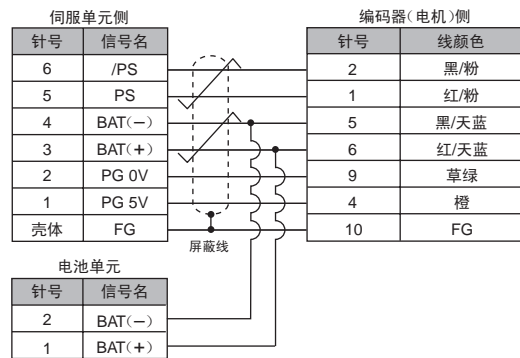 伺服单元侧 编码器(电机)侧
针号 信号名 针号 线颜色
6 /PS 2 黑/粉
5 PS 1 红/粉
4 BAT(−) 5 黑/天蓝
3 BAT(+) 6 红/天蓝
2 PG 0V 9 草绿
1 PG 5V 4 橙
壳体 FG 10 FG
屏蔽线
电池单元
针号 信号名
2 BAT(−)
1 BAT(+)